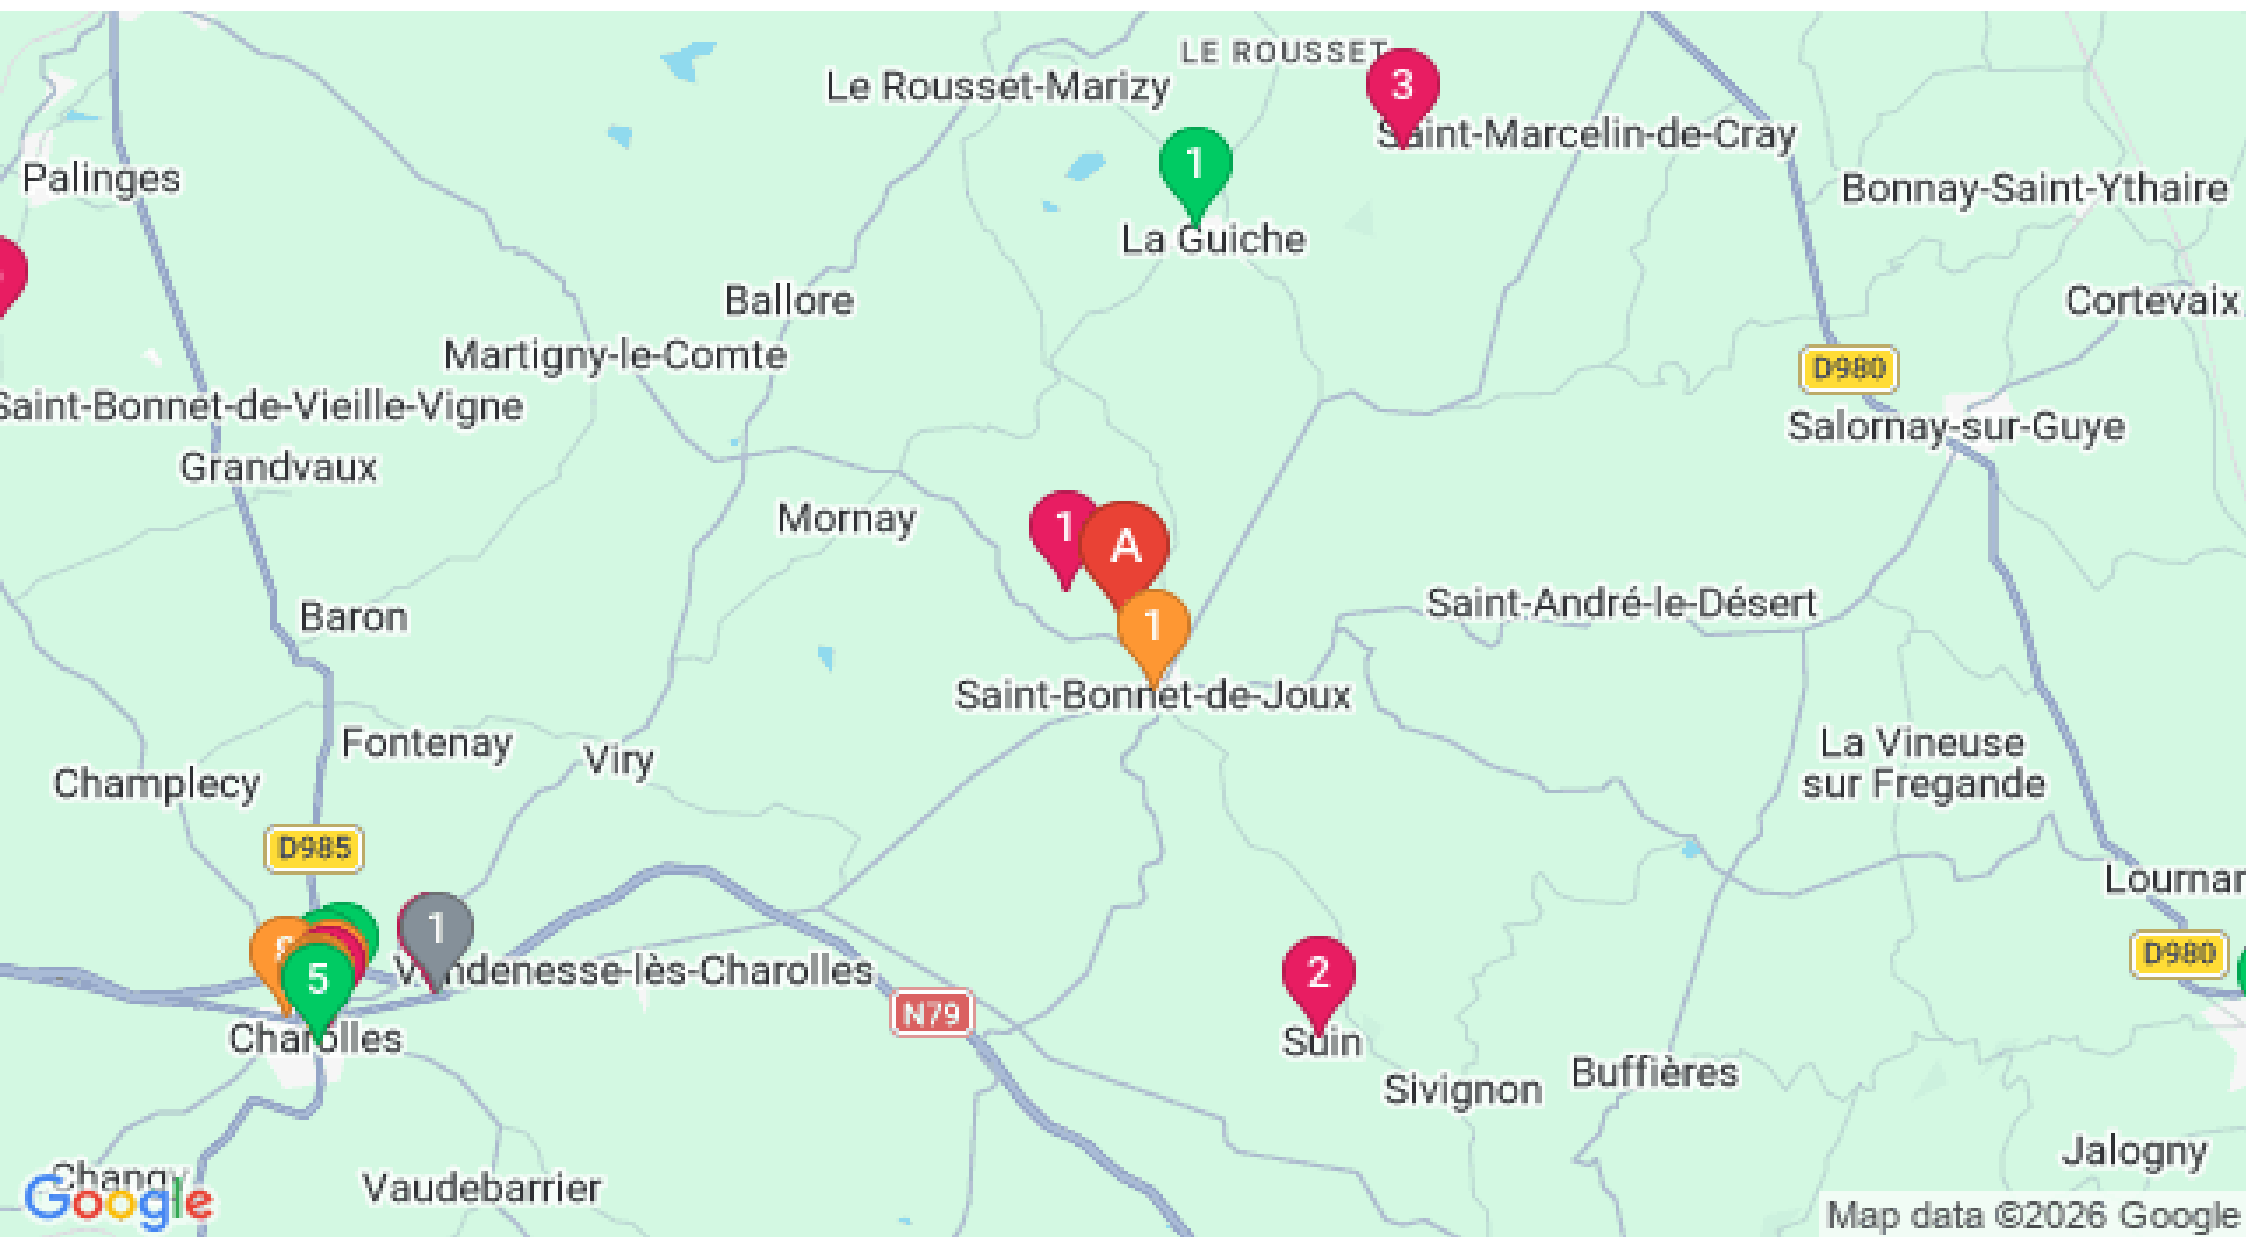 LE ROUSSET
Le Rousset-Marizy
3
Saint-Marcelin-de-Cray
1
Palinges
Bonnay-Saint-Ythaire
La Guiche
Ballore
Cortevaix
Martigny-le-Comte
D980
Saint-Bonnet-de-Vieille-Vigne
Salornay-sur-Guye
Grandvaux
Mornay
1
A
Baron
Saint-André-le-Désert
1
Saint-Bonnet-de-Joux
Fontenay
Viry
La Vineuse
sur Fregande
Champlecy
D985
Lournan
1
D980
5
Vendenesse-lès-Charolles
2
N79
Charolles
Suin
Sivignon
Buffières
Jalogny
Changy
Vaudebarrier
Google
Map data ©2026 Google